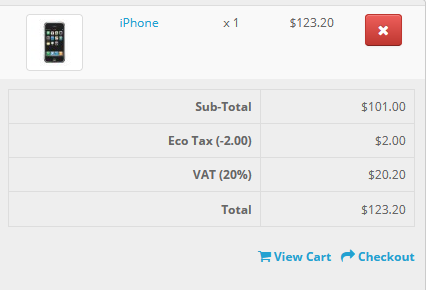 iPhone x 1 $123.20
Sub-Total $101.00
Eco Tax (-2.00) $2.00
VAT (20%) $20.20
Total $123.20
View Cart Checkout